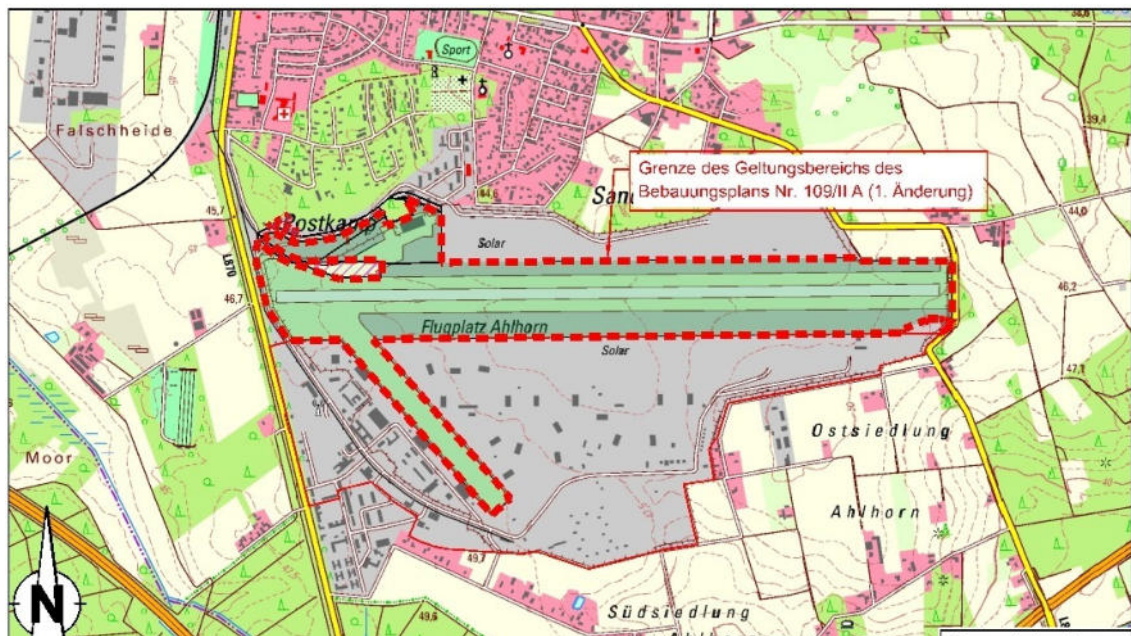 Sport
38,6
Falschheide
39,4
Grenze des Geltungsbereichs des
Bebauungsplans Nr. 109/II A (1. Änderung)
45,7
44,6
44,0
Postkamp
Solar
L870
46,7
46,2
Flugplatz Ahlhorn
Solar
47,1
Ostsiedlung
Moor
Ahlhorn
N
49,7
49,6
Südsiedlung